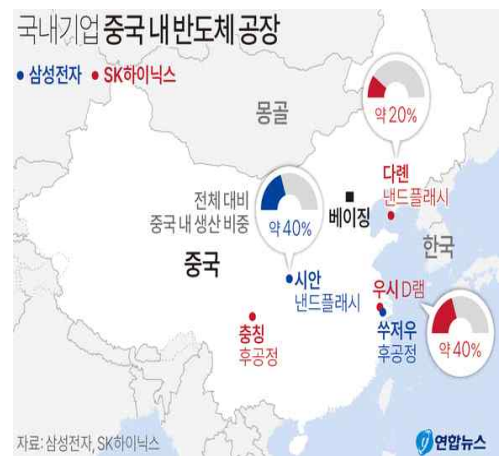 국내기업 중국 내 반도체 공장
삼성전자 SK하이닉스
몽골
약 20%
다롄
낸드플래시
전체 대비
중국 내 생산 비중
약 40%
베이징
한국
중국
시안
낸드플래시
우시 D램
충칭
후공정
쑤저우
후공정
약 40%
자료: 삼성전자, SK하이닉스
연합뉴스